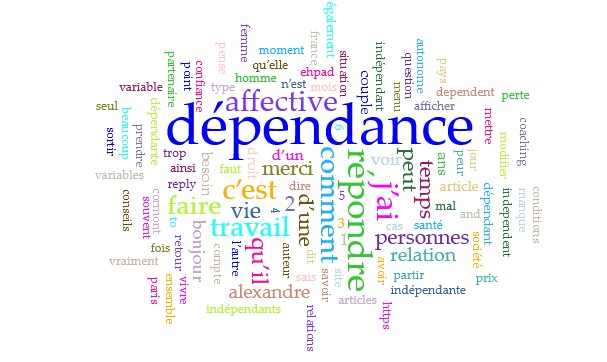 également
femme
moment
france
situation
indépendant
question
autonome
pays
pense
qu'elle
partenaire
point
confiance
homme
ehpad
n'est
mois
couple
menu
dependent
perte
variable
type
afficher
seul
beaucoup
dépendante
affective
mettre
coaching
sortir
prendre
dépendance
6
modifier
trop
besoin
droit
d'un
comment
répondre
voir
peut
ans
peur
jour
ainsi
faut
merci
j'ai
temps
article
variables
reply
c'est
dire
5
mal
and
dépendant
independent
manque
conditions
conseils
souvent
comont
faire
vie
2
d'une
4
travail
3
cas
santé
to
bonjour
1
personnes
société
fois
retour
l'autre
qu'il
auteur
dit
relation
vraiment
compte
sais
savoir
site
avoir
partir
prix
paris
ensemble
vivre
alexandre
articles
https
indépendante
indépendants
relations